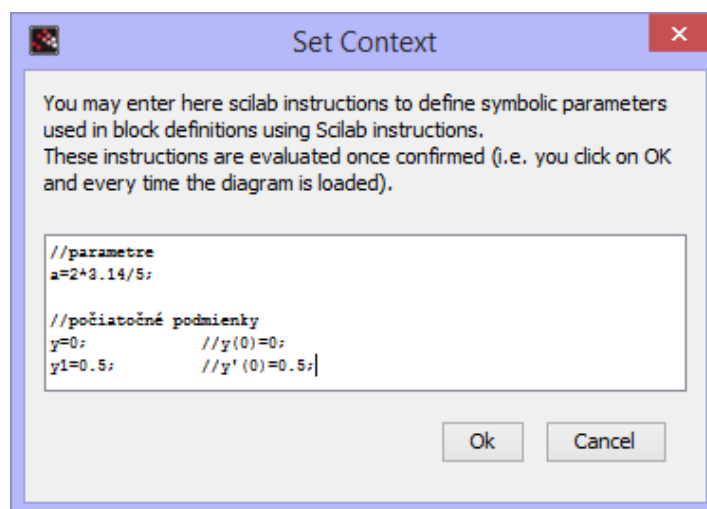 Set Context
You may enter here scilab instructions to define symbolic parameters
used in block definitions using Scilab instructions.
These instructions are evaluated once confirmed (i.e. you click on OK
and every time the diagram is loaded).
//parametre
a=2*3.14/5;
//počiatočné podmienky
y=0; //y(0)=0;
y1=0.5; //y'(0)=0.5;
Ok Cancel